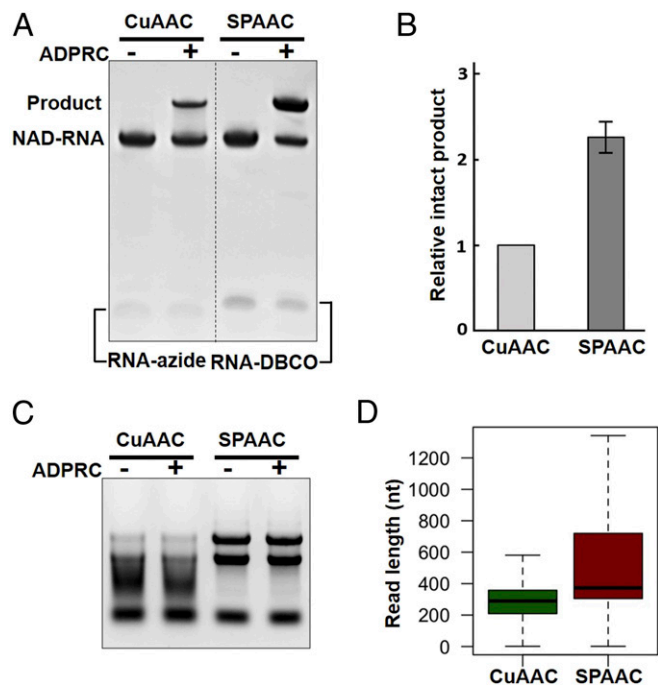 A
CuAAC SPAAC
ADPRC - + - +
Product
NAD-RNA
RNA-azide RNA-DBCO
B
Relative intact product
3
2
1
0
CuAAC SPAAC
C
CuAAC SPAAC
ADPRC - + - +
D
Read length (nt)
1200
1000
800
600
400
200
0
CuAAC SPAAC